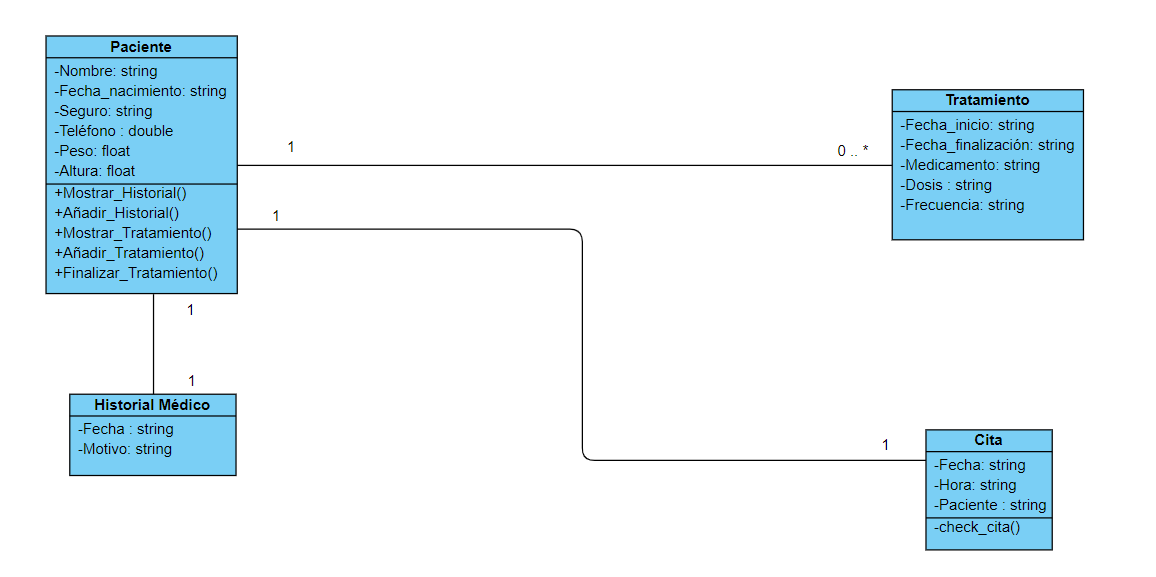 Paciente
-Nombre: string
-Fecha_nacimiento: string
-Seguro: string
-Teléfono : double
-Peso: float
-Altura: float
+Mostrar_Historial()
+Añadir_Historial()
+Mostrar_Tratamiento()
+Añadir_Tratamiento()
+Finalizar_Tratamiento()
1
0 .. *
Tratamiento
-Fecha_inicio: string
-Fecha_finalización: string
-Medicamento: string
-Dosis : string
-Frecuencia: string
1
1
1
1
Historial Médico
-Fecha : string
-Motivo: string
Cita
-Fecha: string
-Hora: string
-Paciente : string
-check_cita()